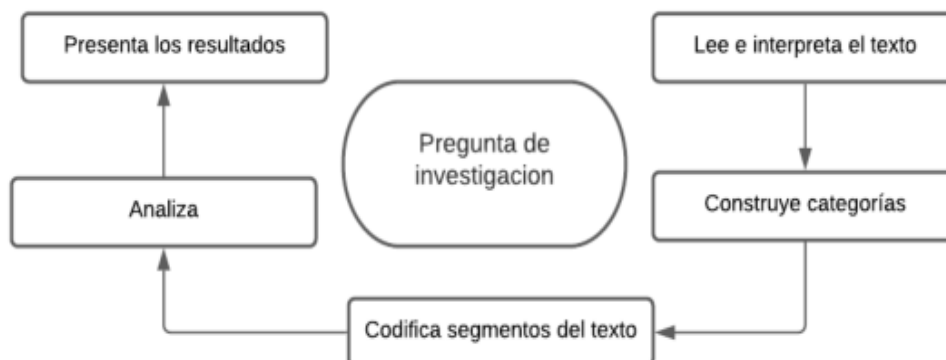 Presenta los resultados
Lee e interpreta el texto
Pregunta de
investigacion
Analiza
Construye categorías
Codifica segmentos del texto